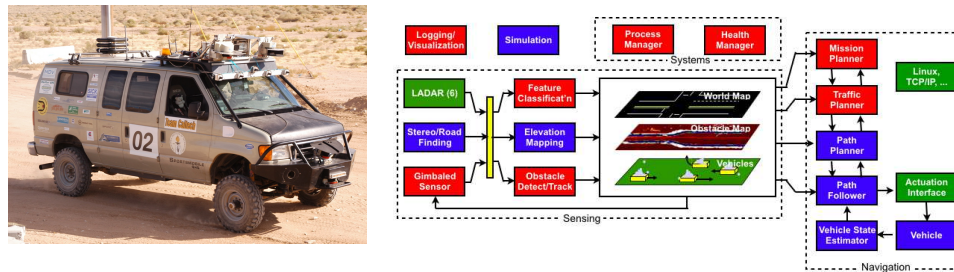 Team Caltech
02
Logging/
Visualization
Simulation
Process
Manager
Health
Manager
Systems
Mission
Planner
Linux,
TCP/IP, ...
LADAR (6)
Feature
Classificat'n
World Map
Traffic
Planner
Stereo/Road
Finding
Elevation
Mapping
Obstacle Map
Path
Planner
Gimbaled
Sensor
Obstacle
Detect/Track
Vehicles
Path
Follower
Actuation
Interface
Sensing
Vehicle State
Estimator
Vehicle
Navigation